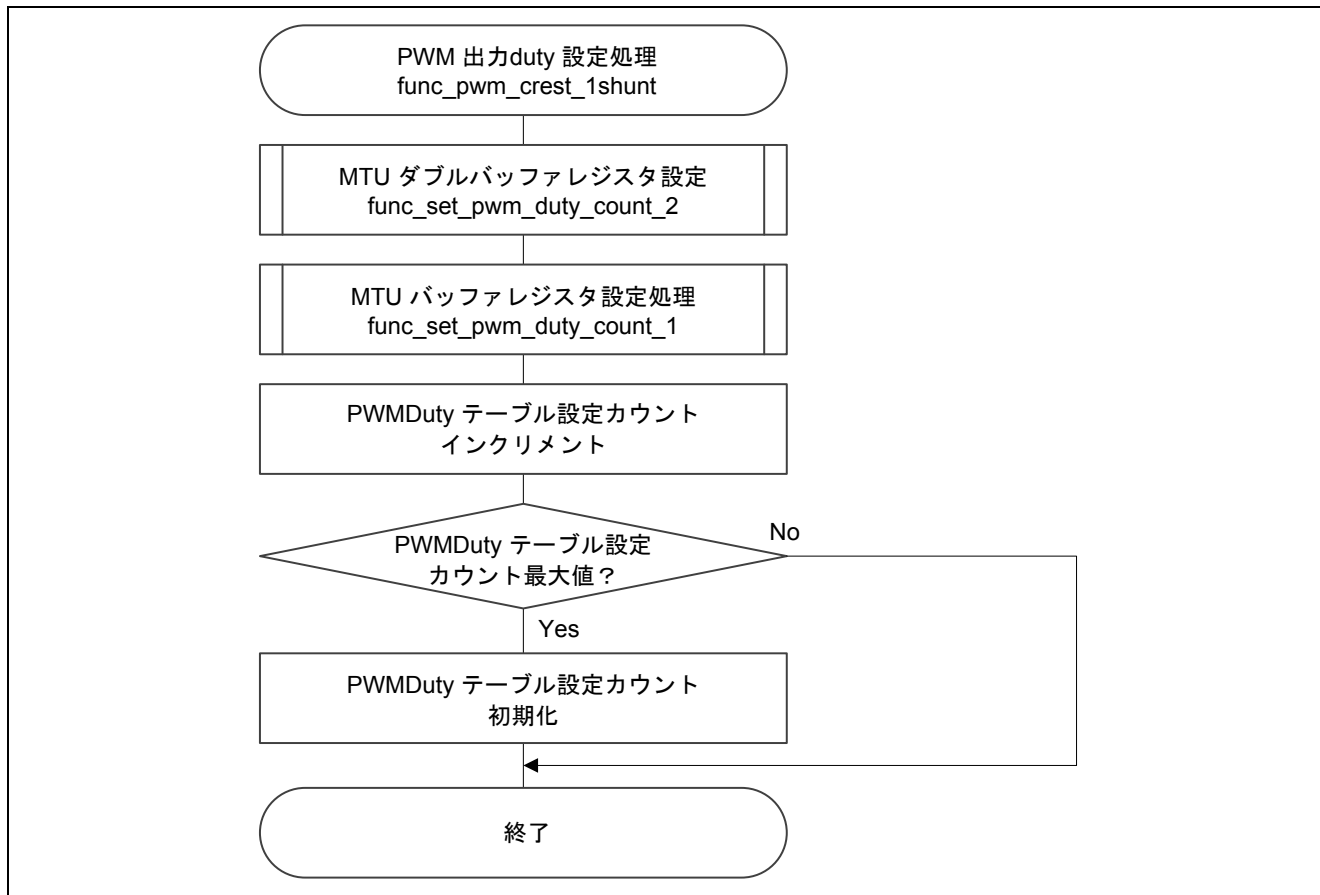 PWM 出力duty 設定処理
func_pwm_crest_1shunt
MTU ダブルバッファレジスタ設定
func_set_pwm_duty_count_2
MTU バッファレジスタ設定処理
func_set_pwm_duty_count_1
PWMDuty テーブル設定カウント
インクリメント
PWMDuty テーブル設定
カウント最大値？
No
Yes
PWMDuty テーブル設定カウント
初期化
終了